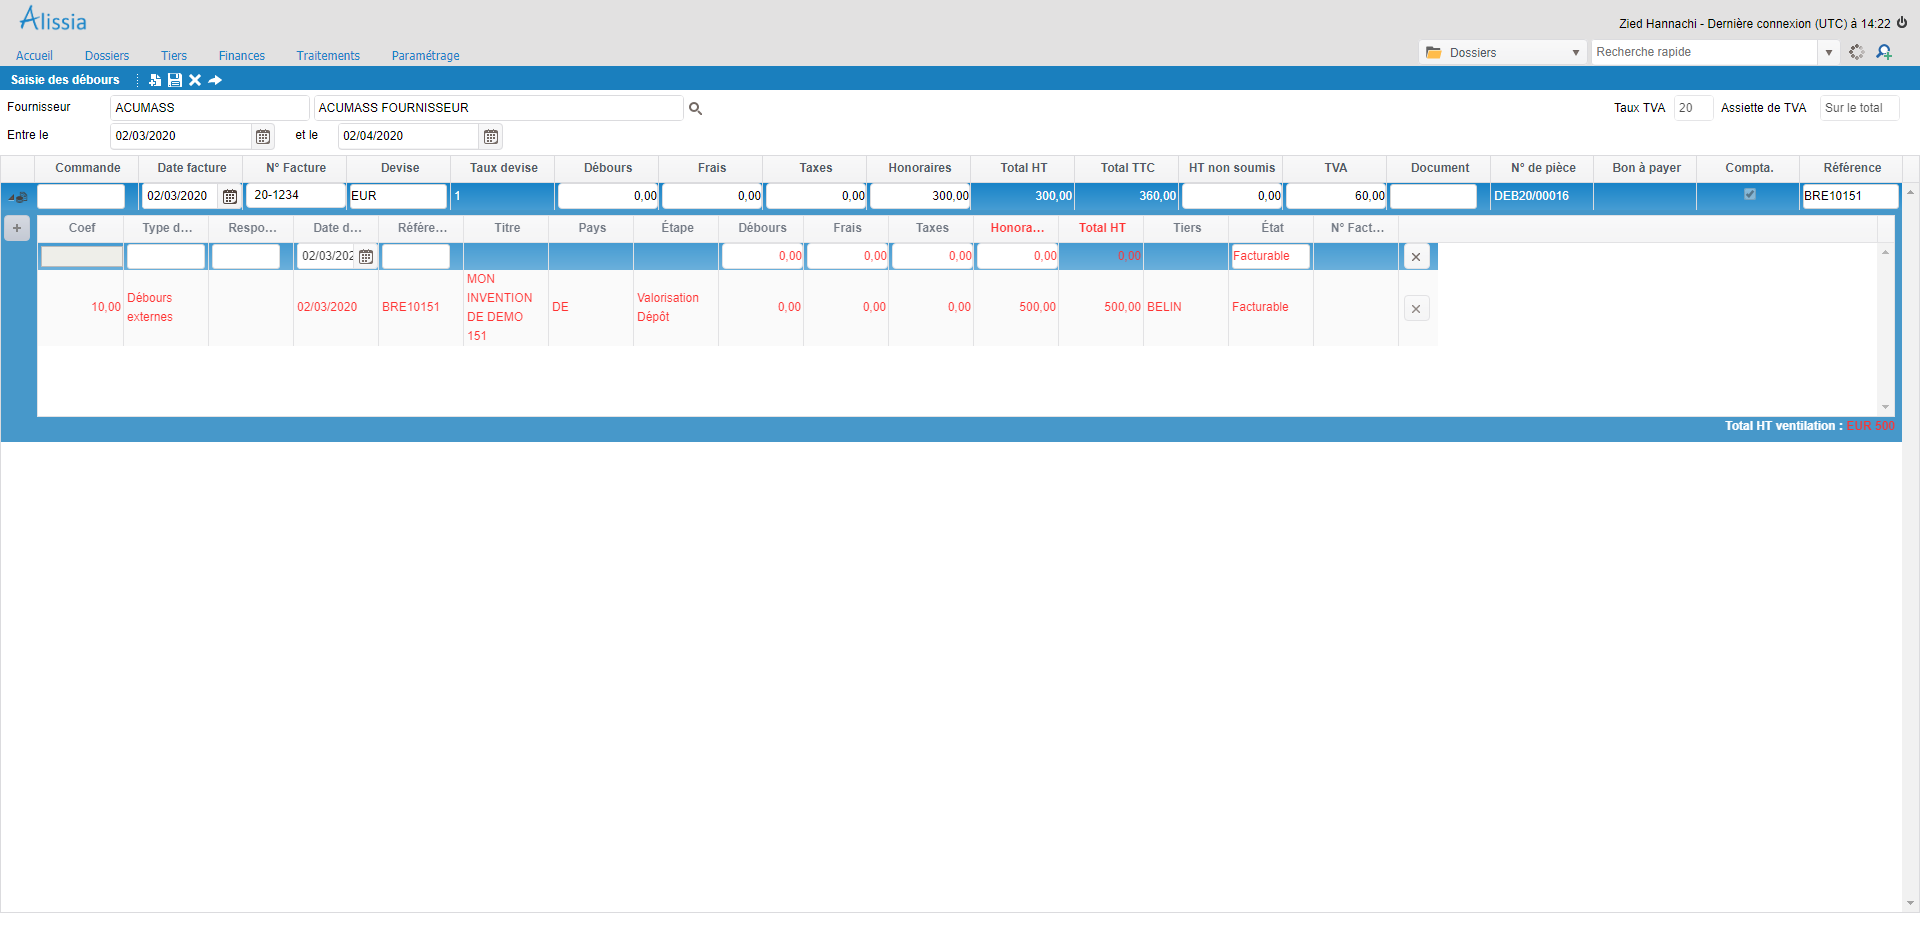 Alissia
Zied Hannachi - Dernière connexion (UTC) à 14:22
Accueil Dossiers Tiers Finances Traitements Paramétrage Dossiers Recherche rapide
Saisie des débours
Fournisseur ACUMASS ACUMASS FOURNISSEUR Taux TVA 20 Assiette de TVA Sur le total
Entre le 02/03/2020 et le 02/04/2020
Commande Date facture N° Facture Devise Taux devise Débours Frais Taxes Honoraires Total HT Total TTC HT non soumis TVA Document N° de pièce Bon à payer Compta. Référence
02/03/2020 20-1234 EUR 1 0,00 0,00 0,00 300,00 300,00 360,00 0,00 60,00 DEB20/00016 BRE10151
+ Coef Type d... Respo... Date d... Référe... Titre Pays Étape Débours Frais Taxes Honora... Total HT Tiers État N° Fact...
02/03/202 0,00 0,00 0,00 0,00 0,00 Facturable
10,00 Débours externes 02/03/2020 BRE10151 MON INVENTION DE DEMO 151 DE Valorisation Dépôt 0,00 0,00 0,00 500,00 500,00 BELIN Facturable
Total HT ventilation : EUR 500